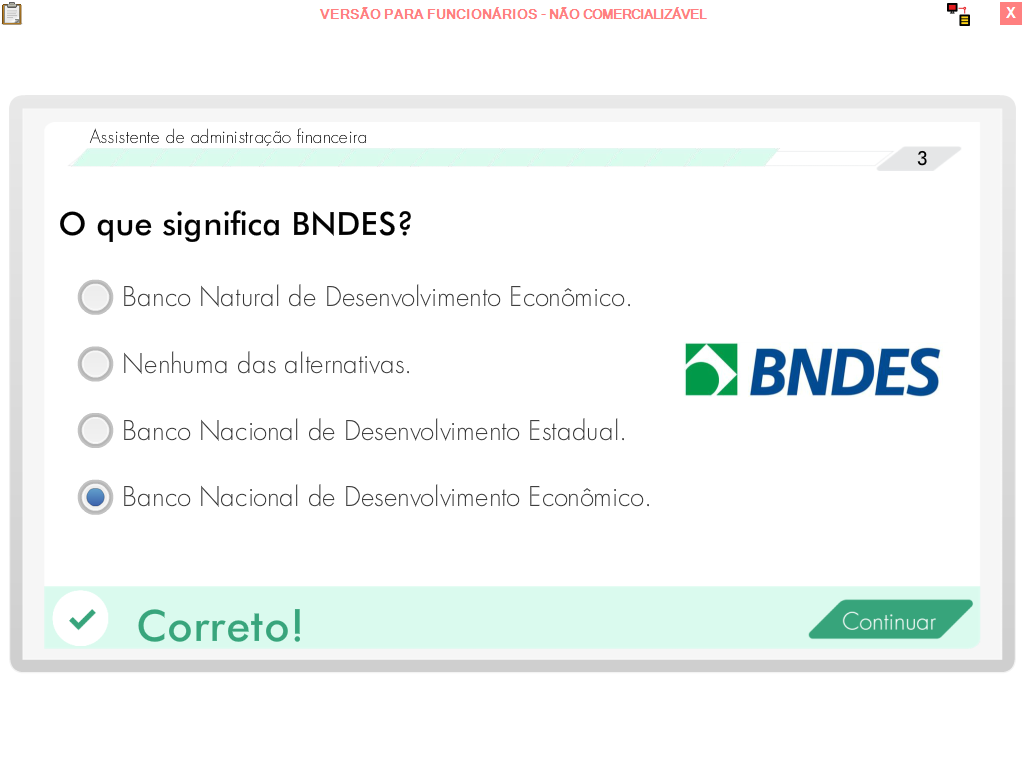 VERSÃO PARA FUNCIONÁRIOS - NÃO COMERCIALIZÁVEL
X
Assistente de administração financeira
3
O que significa BNDES?
Banco Natural de Desenvolvimento Econômico.
Nenhuma das alternativas.
BNDES
Banco Nacional de Desenvolvimento Estadual.
Banco Nacional de Desenvolvimento Econômico.
Correto!
Continuar